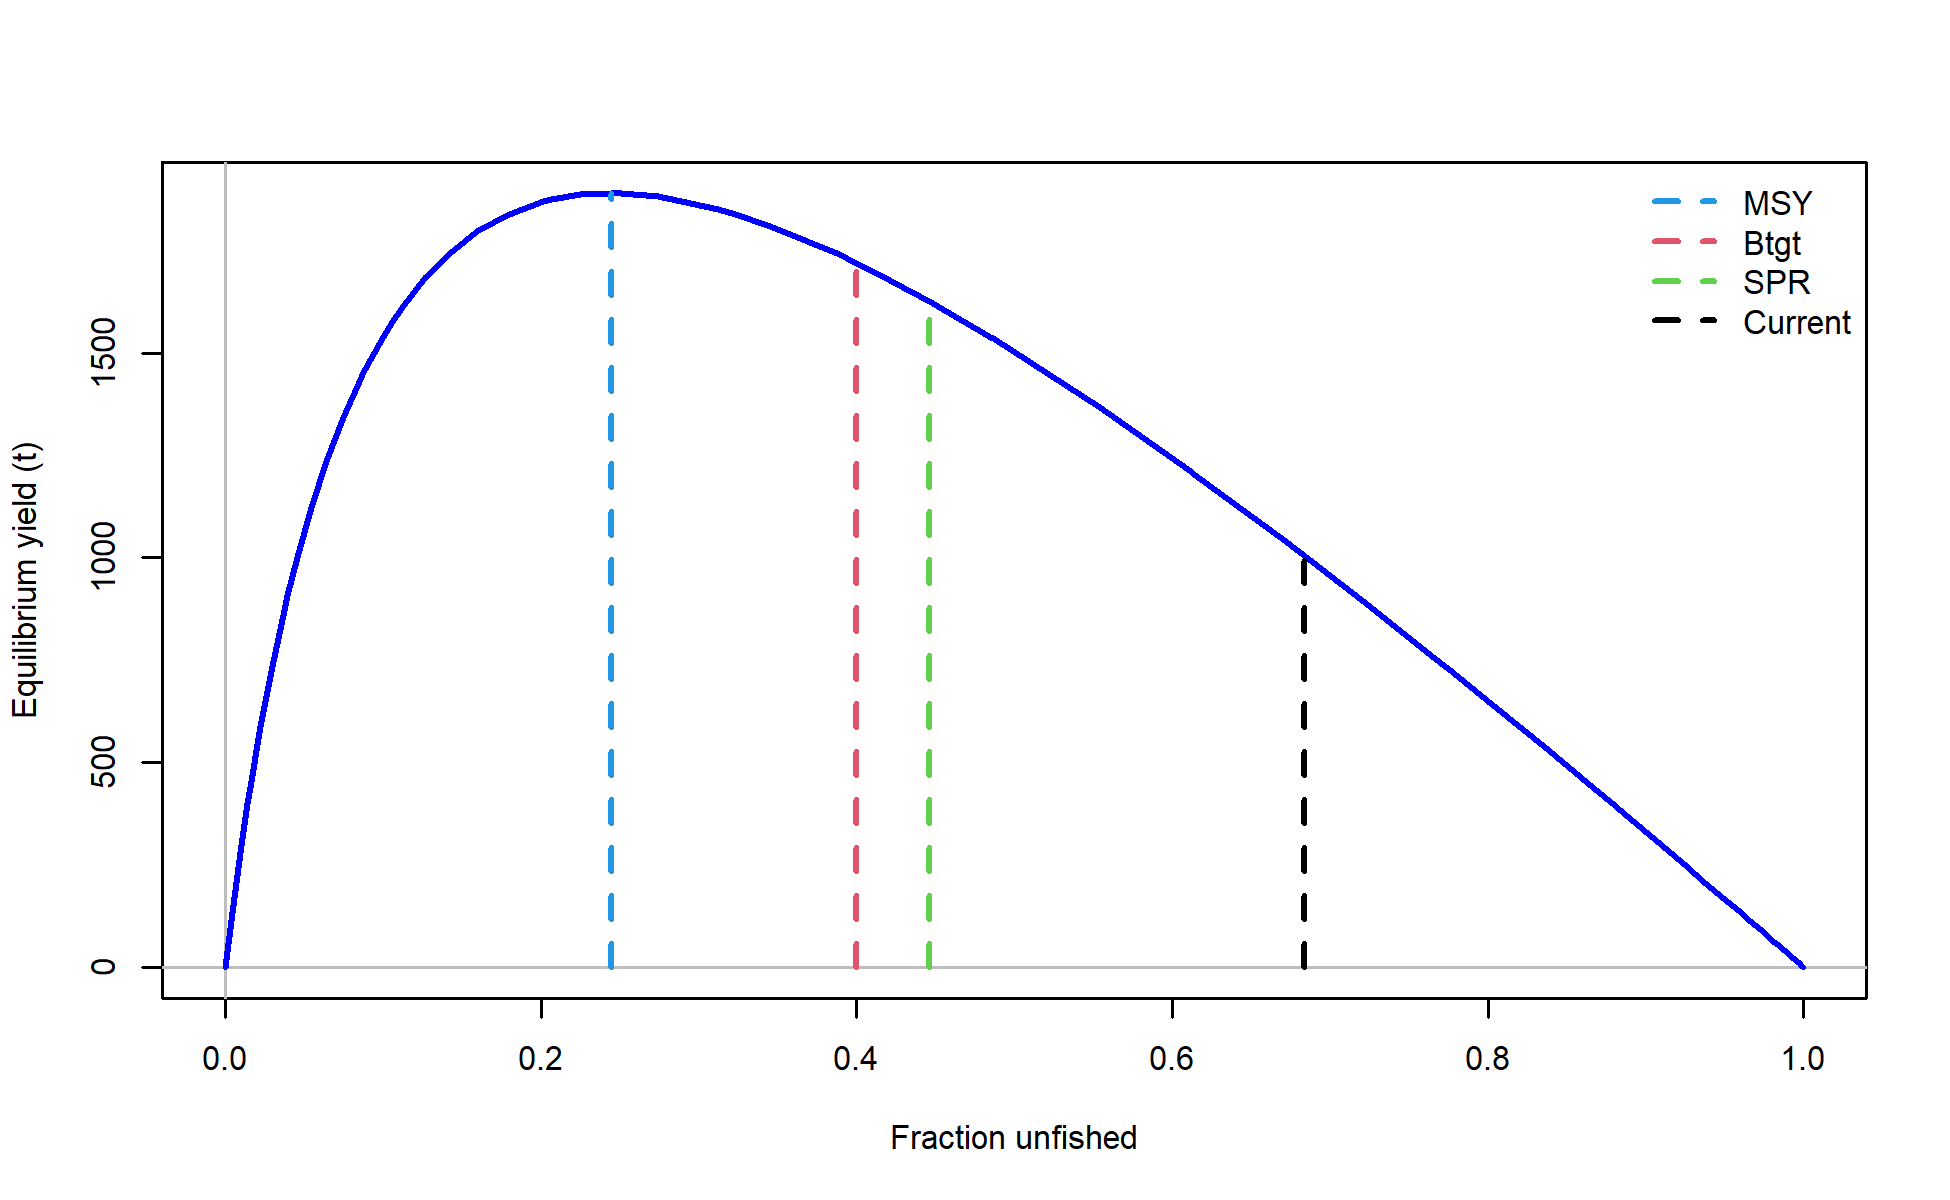 MSY
Btgt
SPR
Current
Equilibrium yield (t)
1500
1000
500
0
0.0 0.2 0.4 0.6 0.8 1.0
Fraction unfished